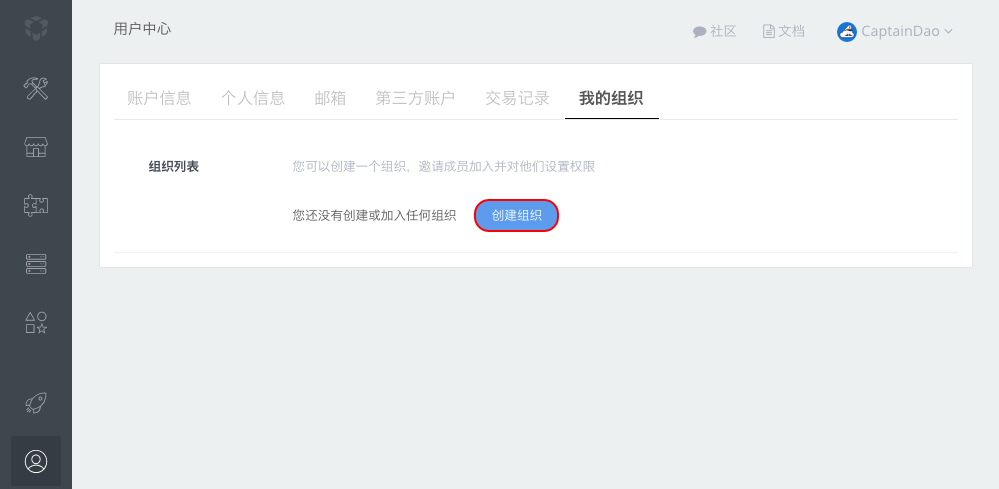 用户中心
社区 文档 CaptainDao
账户信息 个人信息 邮箱 第三方账户 交易记录 我的组织
组织列表 您可以创建一个组织，邀请成员加入并对他们设置权限
您还没有创建或加入任何组织 创建组织